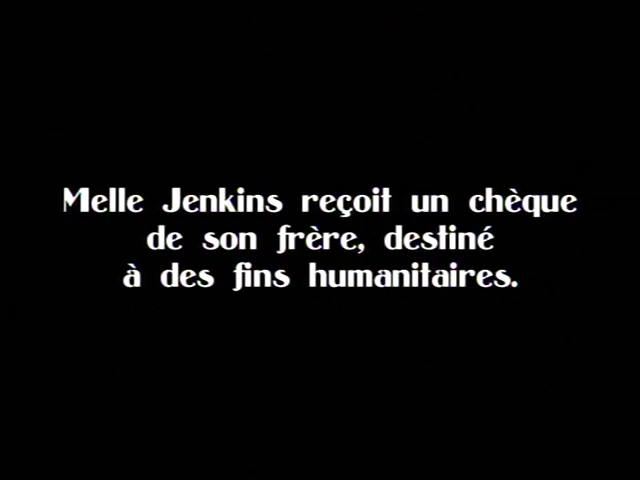 Melle Jenkins reçoit un chèque
de son frère, destiné
à des fins humanitaires.